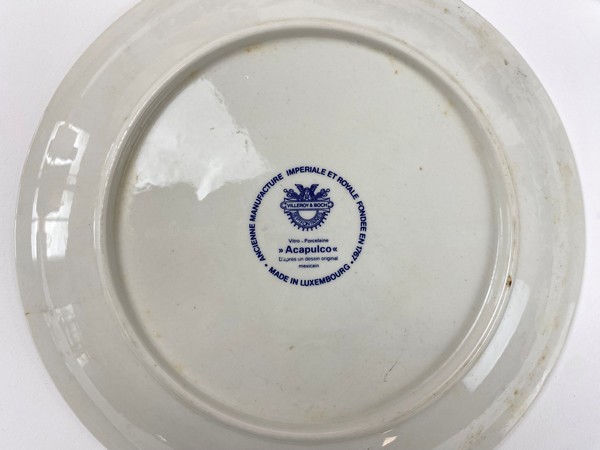 • ANCIENNE MANUFACTURE IMPERIALE ET ROYALE FONDEE EN 1767 •
VILLEROY & BOCH
Vitro - Porcelaine
»Acapulco«
D'après un dessin original
mexicain
MADE IN LUXEMBOURG